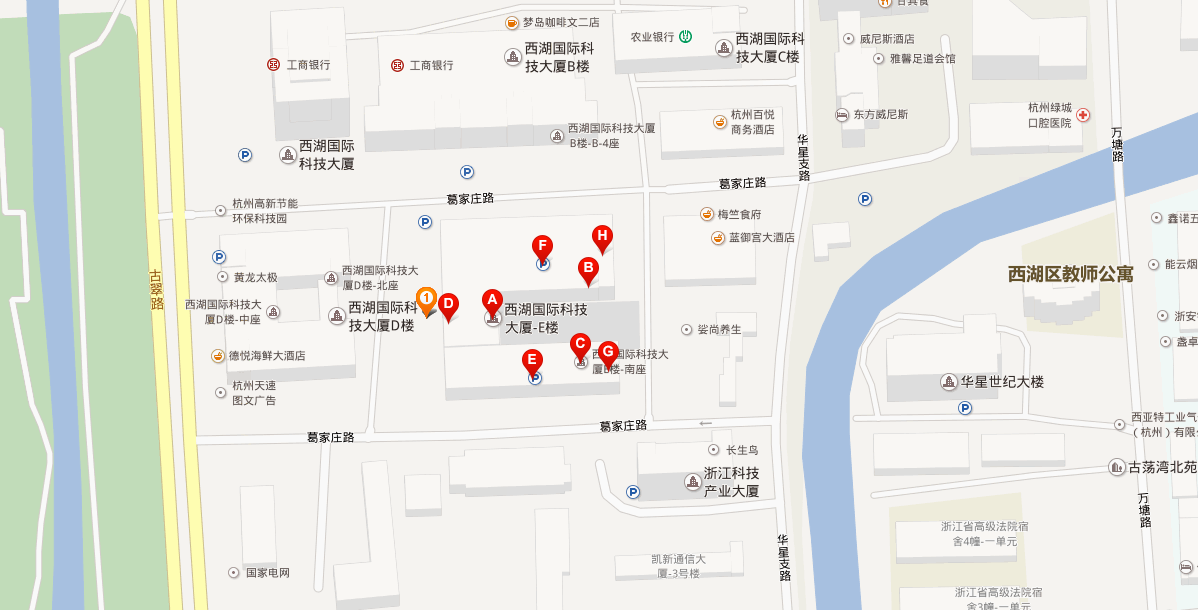 梦岛咖啡文二店
百兵食
农业银行
西湖国际科
技大厦C楼
威尼斯酒店
西湖国际科
技大厦B楼
雅馨足道会馆
工商银行
工商银行
杭州百悦
商务酒店
东方威尼斯
杭州绿城
口腔医院
西湖国际科技大厦
B楼-B-4座
华星支路
万塘路
西湖国际
科技大厦
葛家庄路
葛家庄路
杭州高新节能
环保科技园
梅竺食府
鑫诺五
蓝御宫大酒店
F
H
B
能云烟
西湖区教师公寓
黄龙太极
西湖国际科技大
厦D楼-北座
古翠路
西湖国际科技大
厦D楼-中座
西湖国际科
技大厦D楼
1
D
A
西湖国际科技
大厦-E楼
浙安
娑尚养生
盏卓
德悦海鲜大酒店
E
C
G
西湖国际科技大
厦E楼-南座
杭州天速
图文广告
华星世纪大楼
西亚特工业气
（杭州）有限公
葛家庄路
葛家庄路
长生鸟
浙江科技
产业大厦
古荡湾北苑
万塘路
浙江省高级法院宿
舍4幢-一单元
华星支路
凯新通信大
厦-3号楼
国家电网
浙江省高级法院宿
舍3幢-一单元
P
P
P
P
P
P
P
P
P